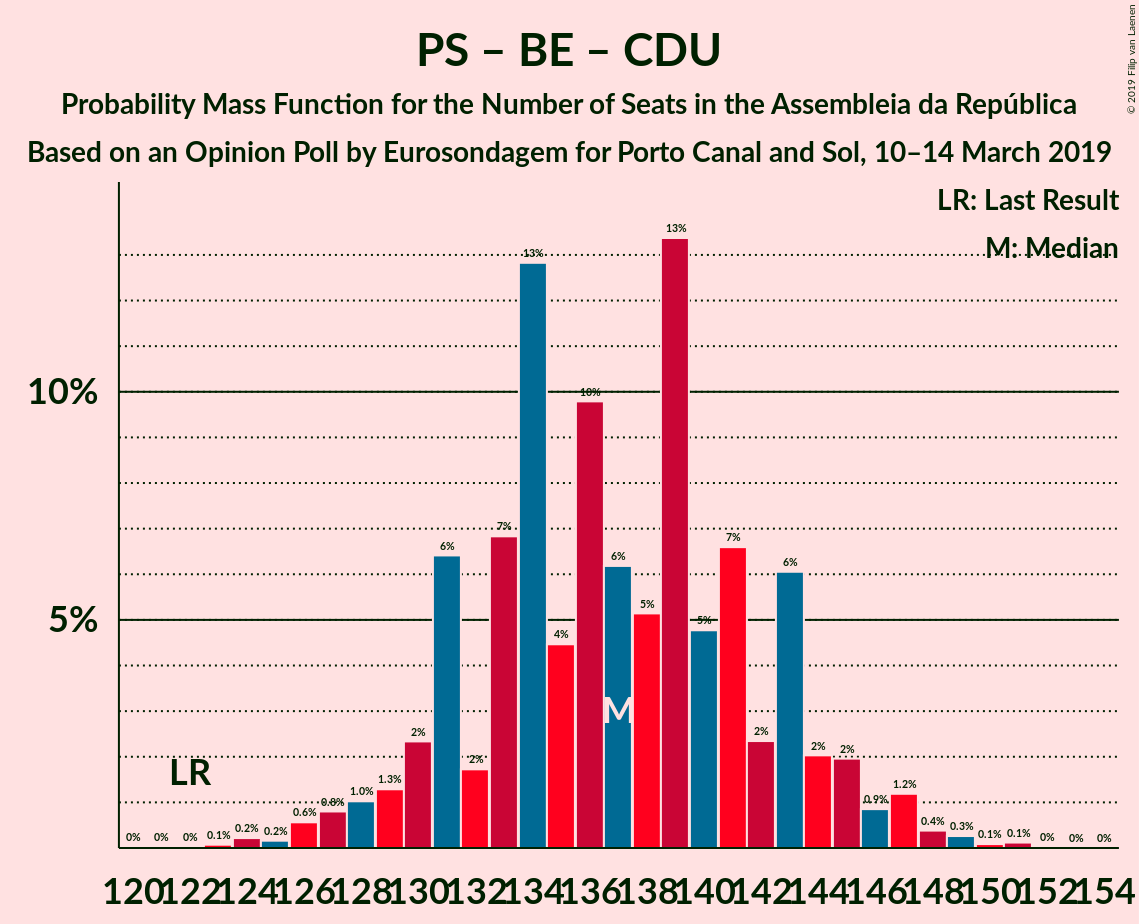 PS – BE – CDU
Probability Mass Function for the Number of Seats in the Assembleia da República
Based on an Opinion Poll by Eurosondagem for Porto Canal and Sol, 10–14 March 2019
© 2019 Filip van Laenen
LR: Last Result
M: Median
10%
5%
LR
M
0% 0% 0% 0.1% 0.2% 0.2% 0.6% 0.8% 1.0% 1.3% 2% 6% 2% 7% 13% 4% 10% 6% 5% 13% 5% 7% 2% 6% 2% 2% 0.9% 1.2% 0.4% 0.3% 0.1% 0.1% 0% 0% 0%
120 122 124 126 128 130 132 134 136 138 140 142 144 146 148 150 152 154